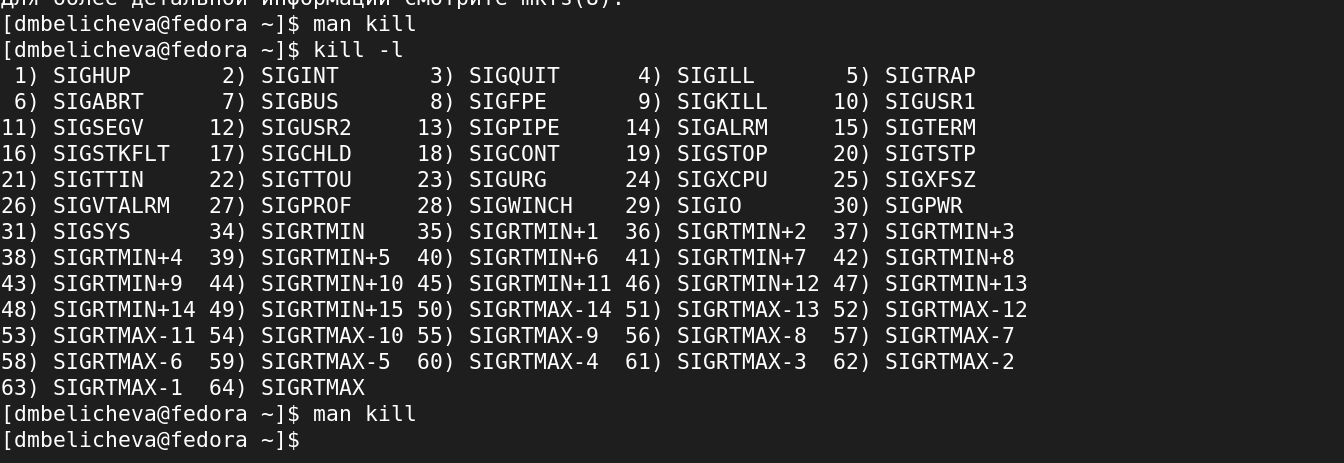 для более детальной информации смотрите mkfs(8).
[dmbelicheva@fedora ~]$ man kill
[dmbelicheva@fedora ~]$ kill -l
 1) SIGHUP       2) SIGINT       3) SIGQUIT      4) SIGILL       5) SIGTRAP
 6) SIGABRT      7) SIGBUS       8) SIGFPE       9) SIGKILL     10) SIGUSR1
11) SIGSEGV     12) SIGUSR2     13) SIGPIPE     14) SIGALRM     15) SIGTERM
16) SIGSTKFLT   17) SIGCHLD     18) SIGCONT     19) SIGSTOP     20) SIGTSTP
21) SIGTTIN     22) SIGTTOU     23) SIGURG      24) SIGXCPU     25) SIGXFSZ
26) SIGVTALRM   27) SIGPROF     28) SIGWINCH    29) SIGIO       30) SIGPWR
31) SIGSYS      34) SIGRTMIN    35) SIGRTMIN+1  36) SIGRTMIN+2  37) SIGRTMIN+3
38) SIGRTMIN+4  39) SIGRTMIN+5  40) SIGRTMIN+6  41) SIGRTMIN+7  42) SIGRTMIN+8
43) SIGRTMIN+9  44) SIGRTMIN+10 45) SIGRTMIN+11 46) SIGRTMIN+12 47) SIGRTMIN+13
48) SIGRTMIN+14 49) SIGRTMIN+15 50) SIGRTMAX-14 51) SIGRTMAX-13 52) SIGRTMAX-12
53) SIGRTMAX-11 54) SIGRTMAX-10 55) SIGRTMAX-9  56) SIGRTMAX-8  57) SIGRTMAX-7
58) SIGRTMAX-6  59) SIGRTMAX-5  60) SIGRTMAX-4  61) SIGRTMAX-3  62) SIGRTMAX-2
63) SIGRTMAX-1  64) SIGRTMAX
[dmbelicheva@fedora ~]$ man kill
[dmbelicheva@fedora ~]$